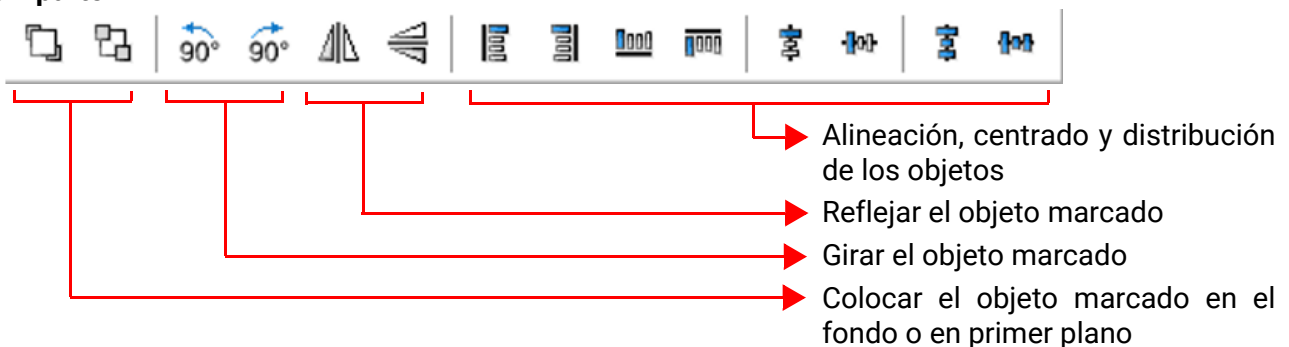 90° 90°
Alineación, centrado y distribución
de los objetos
Reflejar el objeto marcado
Girar el objeto marcado
Colocar el objeto marcado en el
fondo o en primer plano